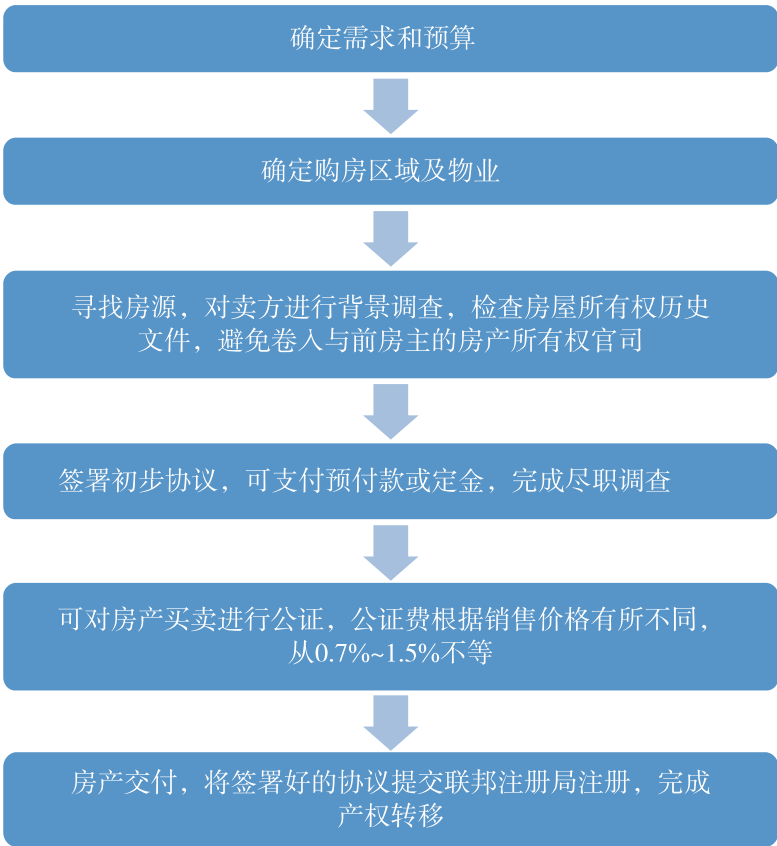 确定需求和预算
确定购房区域及物业
寻找房源，对卖方进行背景调查，检查房屋所有权历史
文件，避免卷入与前房主的房产所有权官司
签署初步协议，可支付预付款或定金，完成尽职调查
可对房产买卖进行公证，公证费根据销售价格有所不同，
从0.7%~1.5%不等
房产交付，将签署好的协议提交联邦注册局注册，完成
产权转移